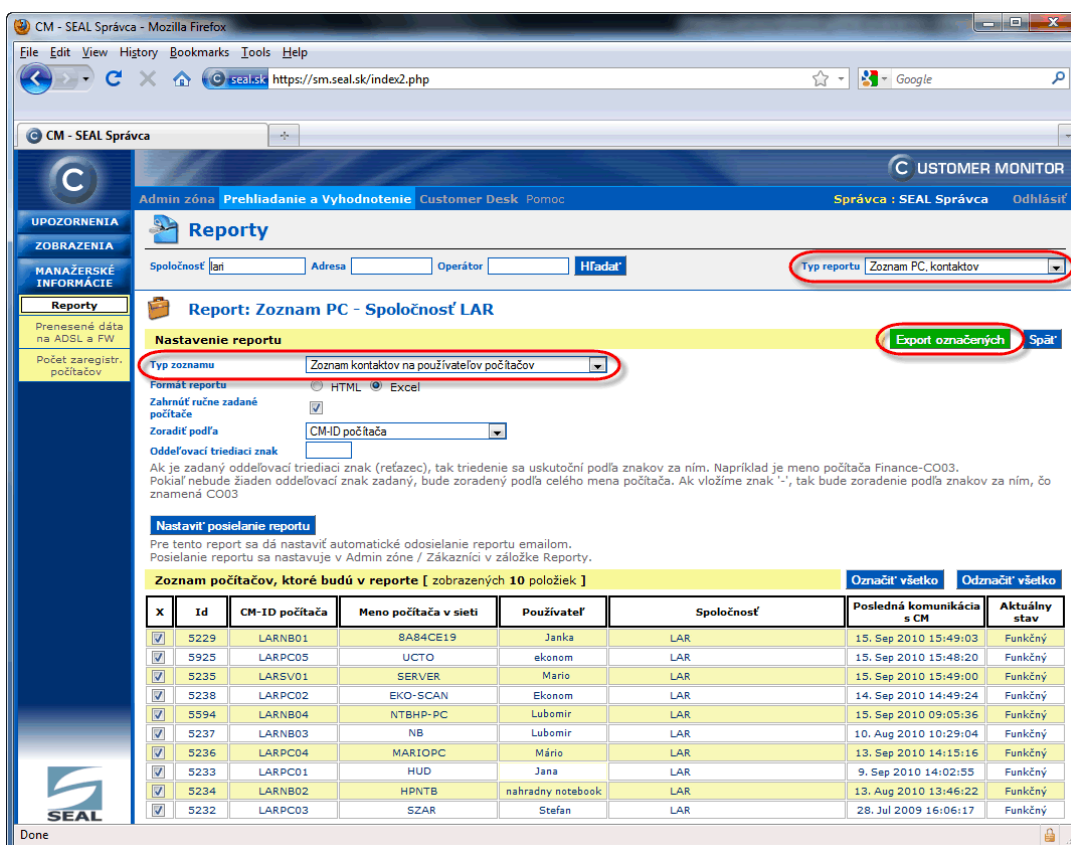 CM - SEAL Správca - Mozilla Firefox
File Edit View History Bookmarks Tools Help
seal.sk https://sm.seal.sk/index2.php Google
CM - SEAL Správca
C USTOMER MONITOR
Admin zóna Prehliadanie a Vyhodnotenie Customer Desk Pomoc Správca : SEAL Správca Odhlásiť
UPOZORNENIA
ZOBRAZENIA
MANAŽERSKÉ INFORMÁCIE
Reporty
Prenesené dáta na ADSL a FW
Počet zaregistr. počítačov
Reporty
Spoločnosť lari Adresa Operátor Hľadať Typ reportu Zoznam PC, kontaktov
Report: Zoznam PC - Spoločnosť LAR
Nastavenie reportu Export označených Späť
Typ zoznamu Zoznam kontaktov na používateľov počítačov
Formát reportu HTML Excel
Zahrnúť ručne zadané počítače
Zoradiť podľa CM-ID počítača
Oddeľovací triediaci znak
Ak je zadaný oddeľovací triediaci znak (reťazec), tak triedenie sa uskutoční podľa znakov za ním. Napríklad je meno počítača Finance-CO03.
Pokiaľ nebude žiaden oddeľovací znak zadaný, bude zoradený podľa celého mena počítača. Ak vložíme znak '-', tak bude zoradenie podľa znakov za ním, čo
znamená CO03
Nastaviť posielanie reportu
Pre tento report sa dá nastaviť automatické odosielanie reportu emailom.
Posielanie reportu sa nastavuje v Admin zóne / Zákazníci v záložke Reporty.
Zoznam počítačov, ktoré budú v reporte [ zobrazených 10 položiek ] Označiť všetko Odznačiť všetko
X Id CM-ID počítača Meno počítača v sieti Používateľ Spoločnosť Posledná komunikácia s CM Aktuálny stav
5229 LARNB01 8A84CE19 Janka LAR 15. Sep 2010 15:49:03 Funkčný
5925 LARPC05 UCTO ekonom LAR 15. Sep 2010 15:48:20 Funkčný
5235 LARSV01 SERVER Mario LAR 15. Sep 2010 15:49:00 Funkčný
5238 LARPC02 EKO-SCAN Ekonom LAR 14. Sep 2010 14:49:24 Funkčný
5594 LARNB04 NTBHP-PC Lubomir LAR 15. Sep 2010 09:05:36 Funkčný
5237 LARNB03 NB Lubomir LAR 10. Aug 2010 10:29:04 Funkčný
5236 LARPC04 MARIOPC Mário LAR 13. Sep 2010 14:15:16 Funkčný
5233 LARPC01 HUD Jana LAR 9. Sep 2010 14:02:55 Funkčný
5234 LARNB02 HPNTB nahradny notebook LAR 13. Aug 2010 13:46:22 Funkčný
5232 LARPC03 SZAR Stefan LAR 28. Jul 2009 16:06:17 Funkčný
SEAL
Done